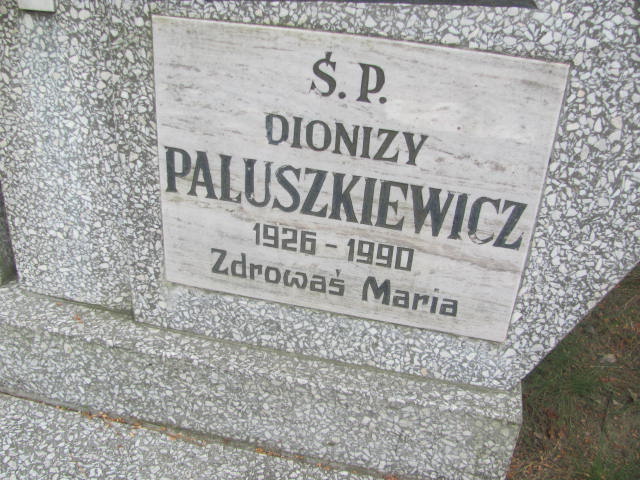 Ś.P.
DIONIZY
PALUSZKIEWICZ
1926-1990
Zdrowaś Maria